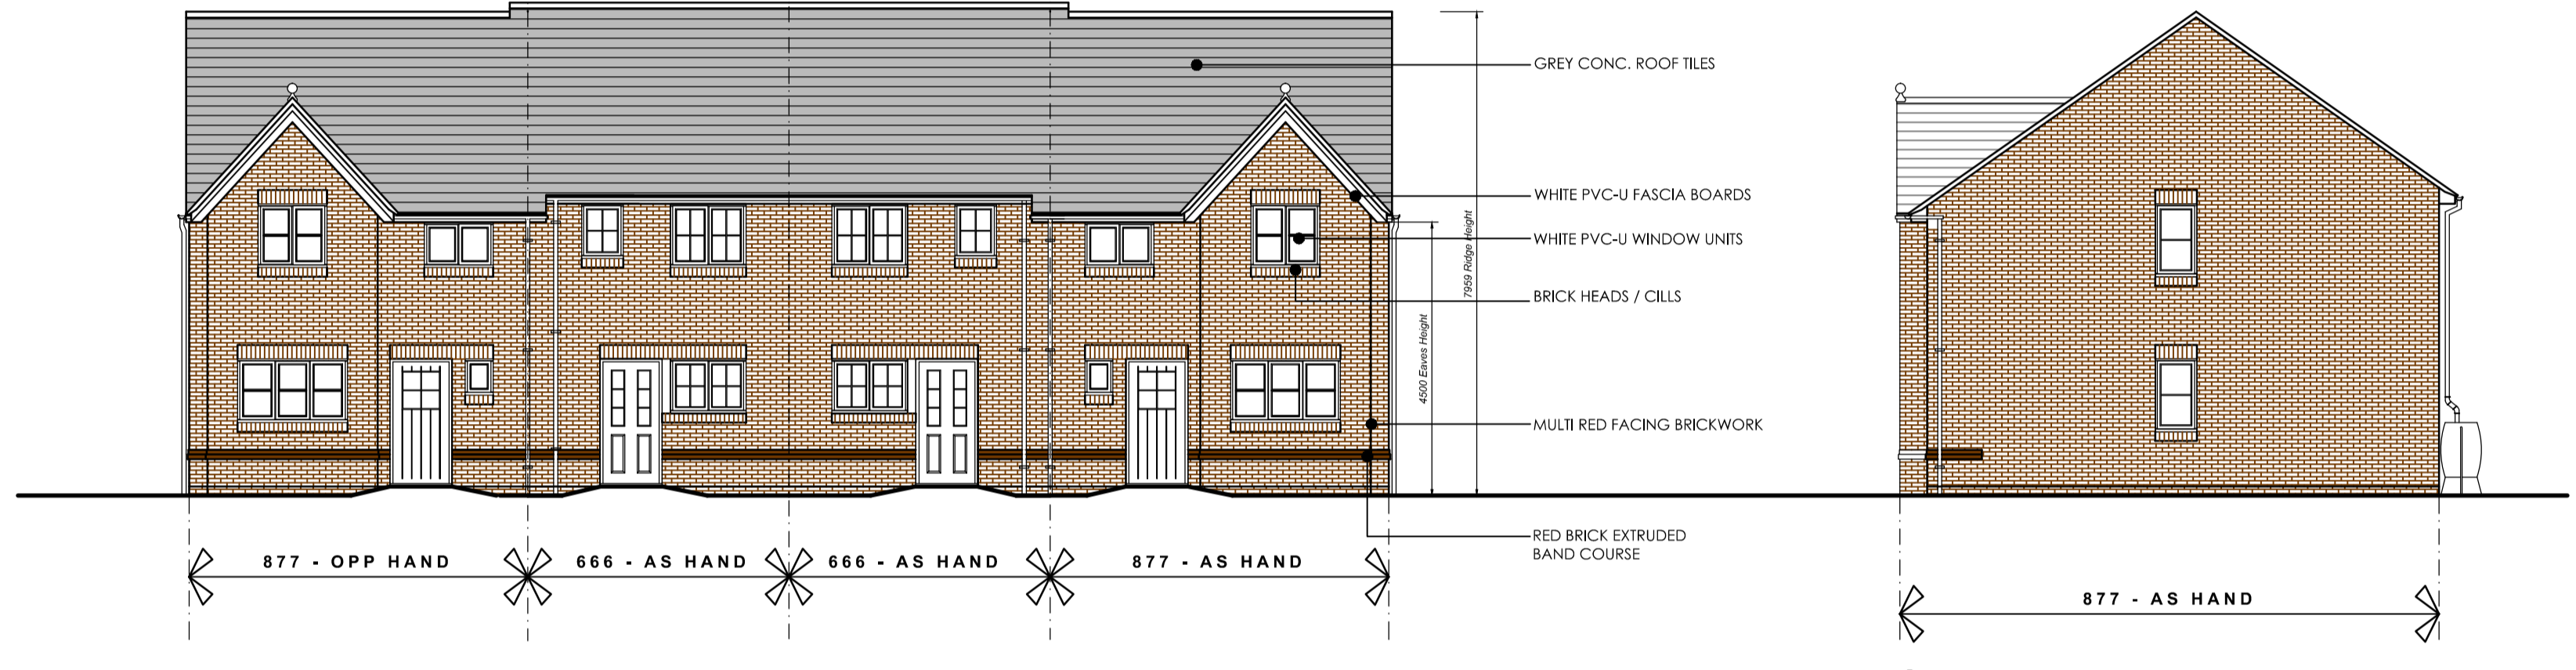 GREY CONC. ROOF TILES
WHITE PVC-U FASCIA BOARDS
WHITE PVC-U WINDOW UNITS
7959 Ridge Height
BRICK HEADS / CILLS
4500 Eaves Height
MULTI RED FACING BRICKWORK
RED BRICK EXTRUDED
BAND COURSE
877 - OPP HAND
666 - AS HAND
666 - AS HAND
877 - AS HAND
877 - AS HAND